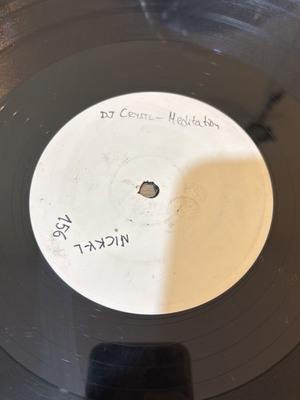 DJ CRYSTL - Meditation
NICKY-L
156